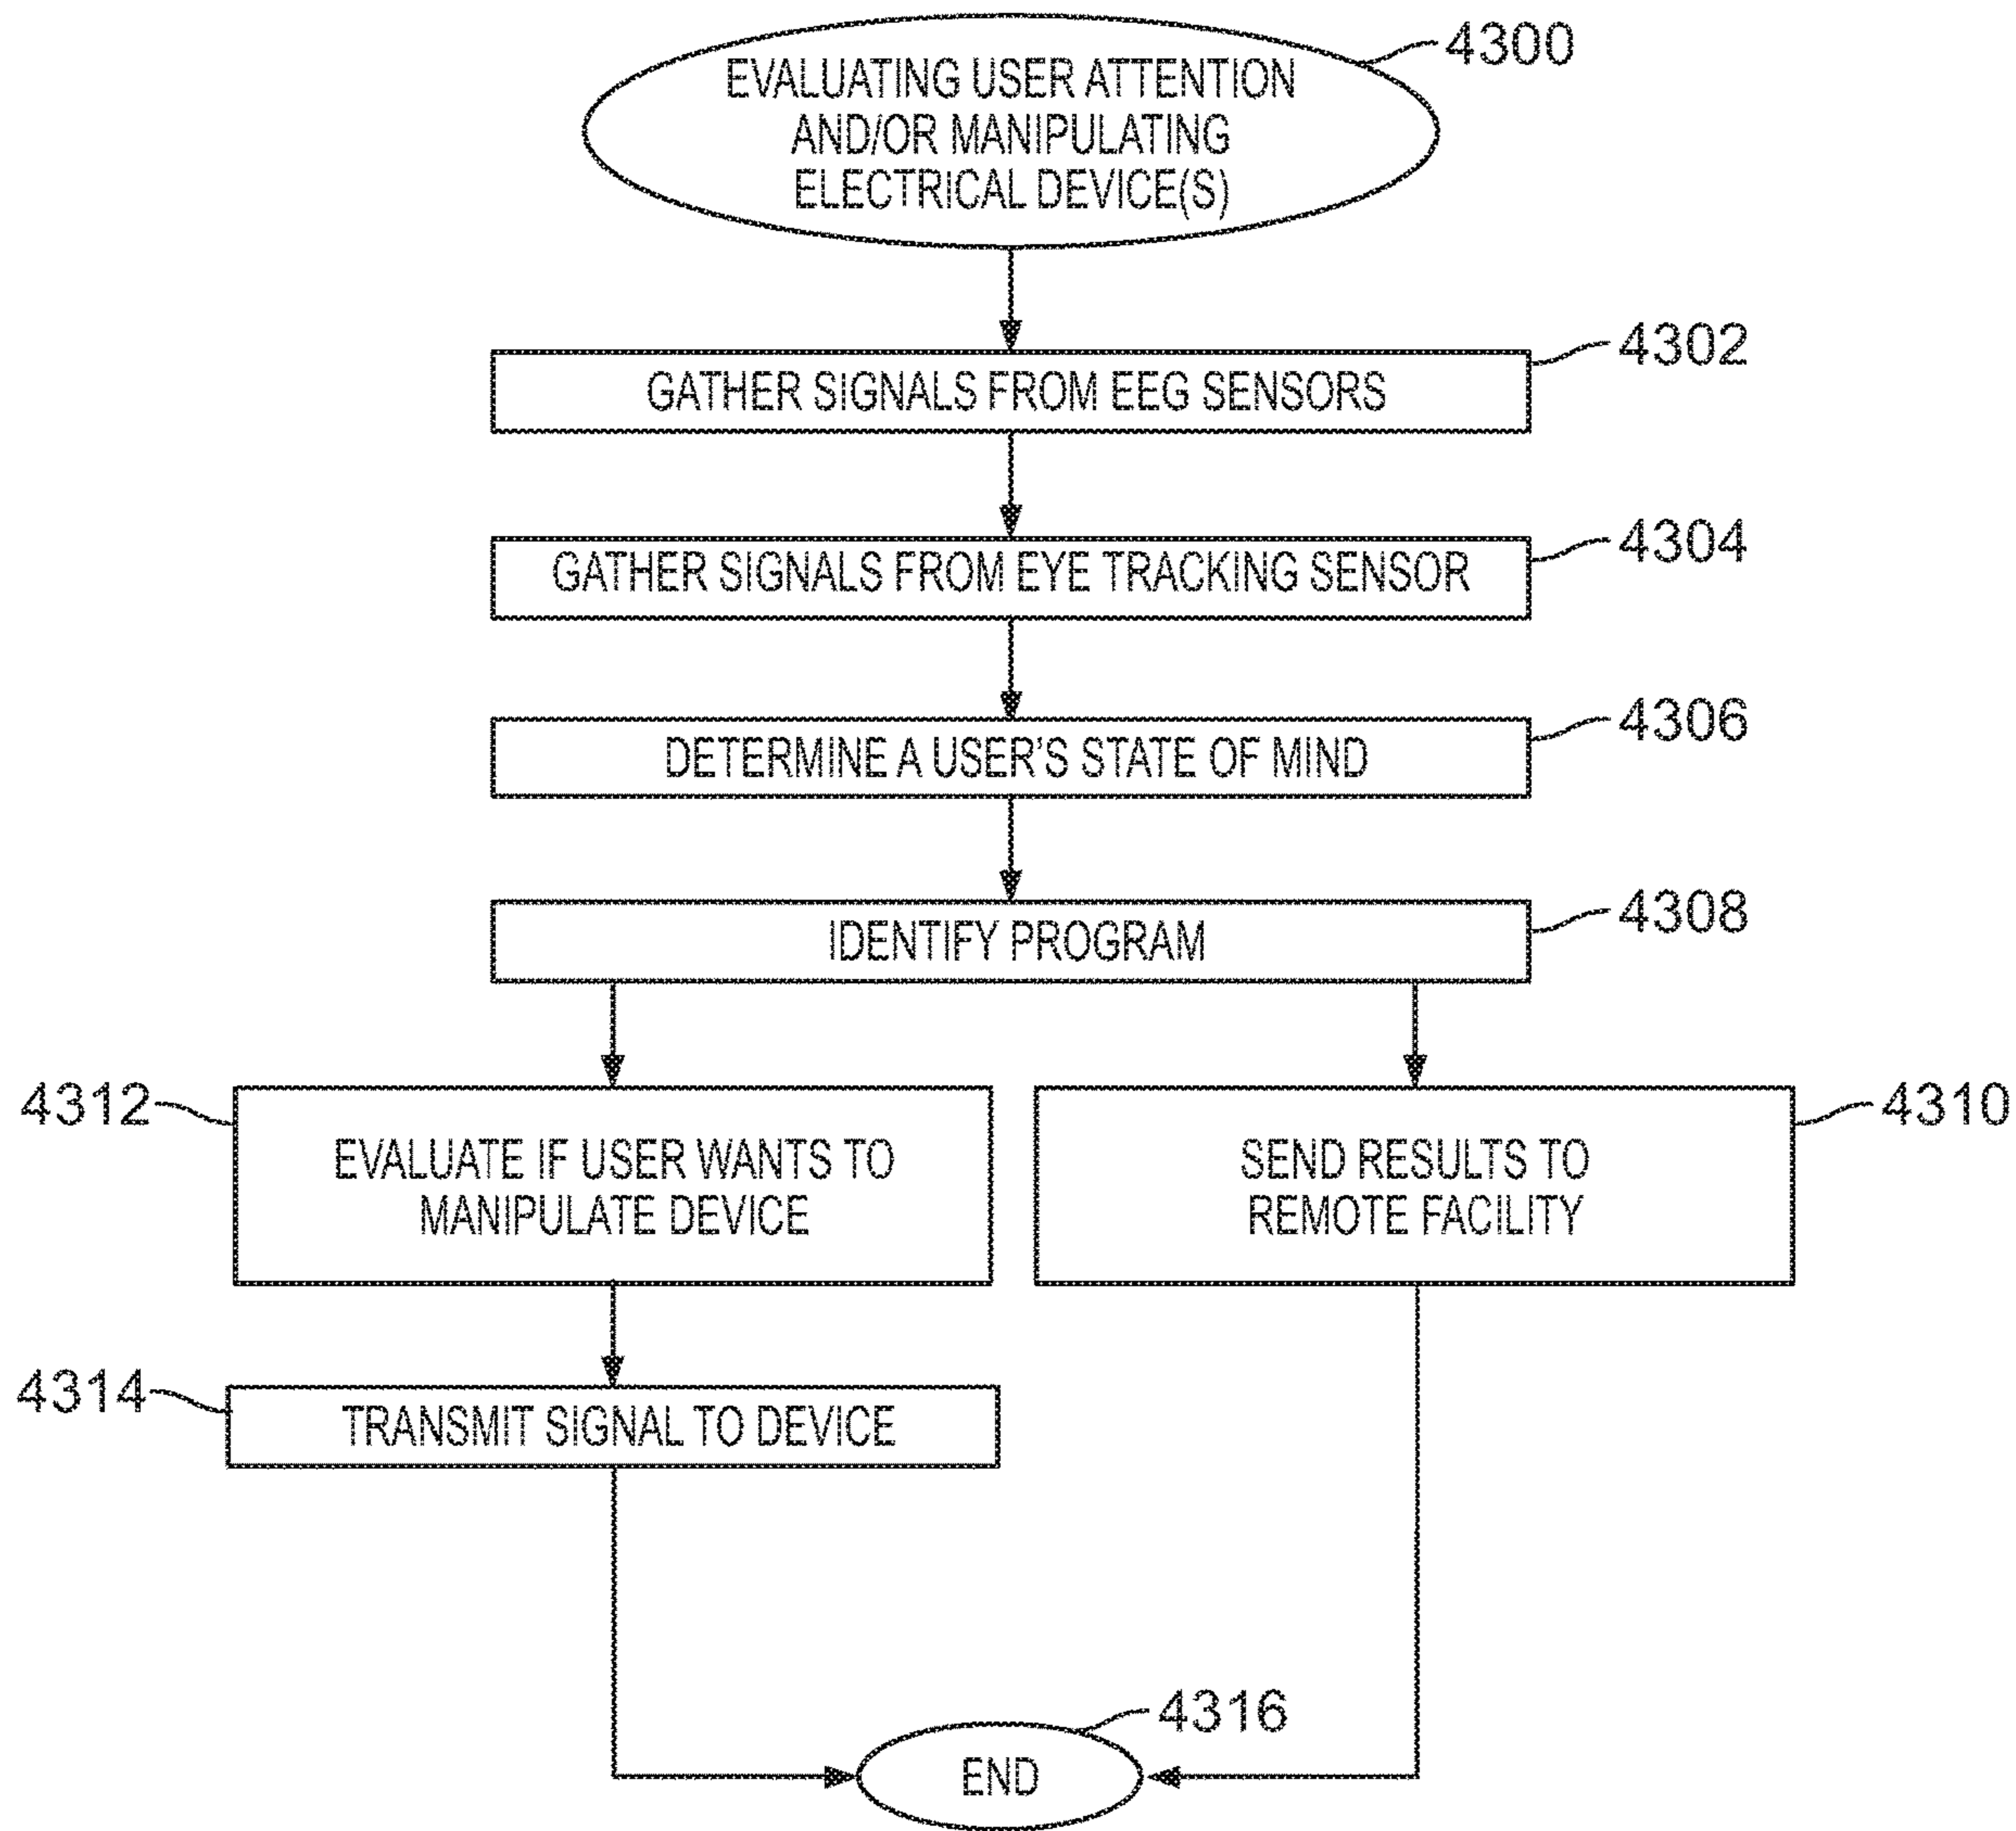 4300
EVALUATING USER ATTENTION
AND/OR MANIPULATING
ELECTRICAL DEVICE(S)
4302
GATHER SIGNALS FROM EEG SENSORS
4304
GATHER SIGNALS FROM EYE TRACKING SENSOR
4306
DETERMINE A USER'S STATE OF MIND
4308
IDENTIFY PROGRAM
4312
EVALUATE IF USER WANTS TO
MANIPULATE DEVICE
4310
SEND RESULTS TO
REMOTE FACILITY
4314
TRANSMIT SIGNAL TO DEVICE
4316
END